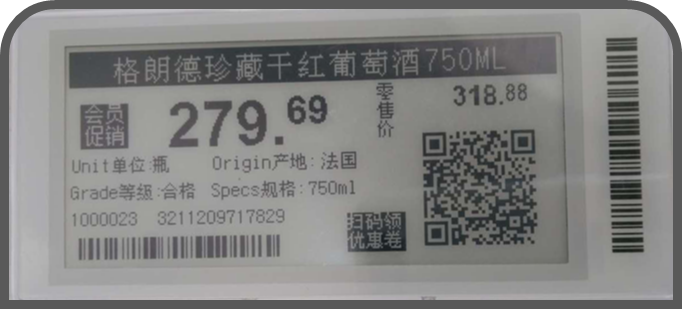 格朗德珍藏干红葡萄酒750ML
会员促销
279.69
零售价
318.88
Unit单位:瓶 Origin产地:法国
Grade等级:合格 Specs规格:750ml
1000023 3211209717829
扫码领
优惠卷